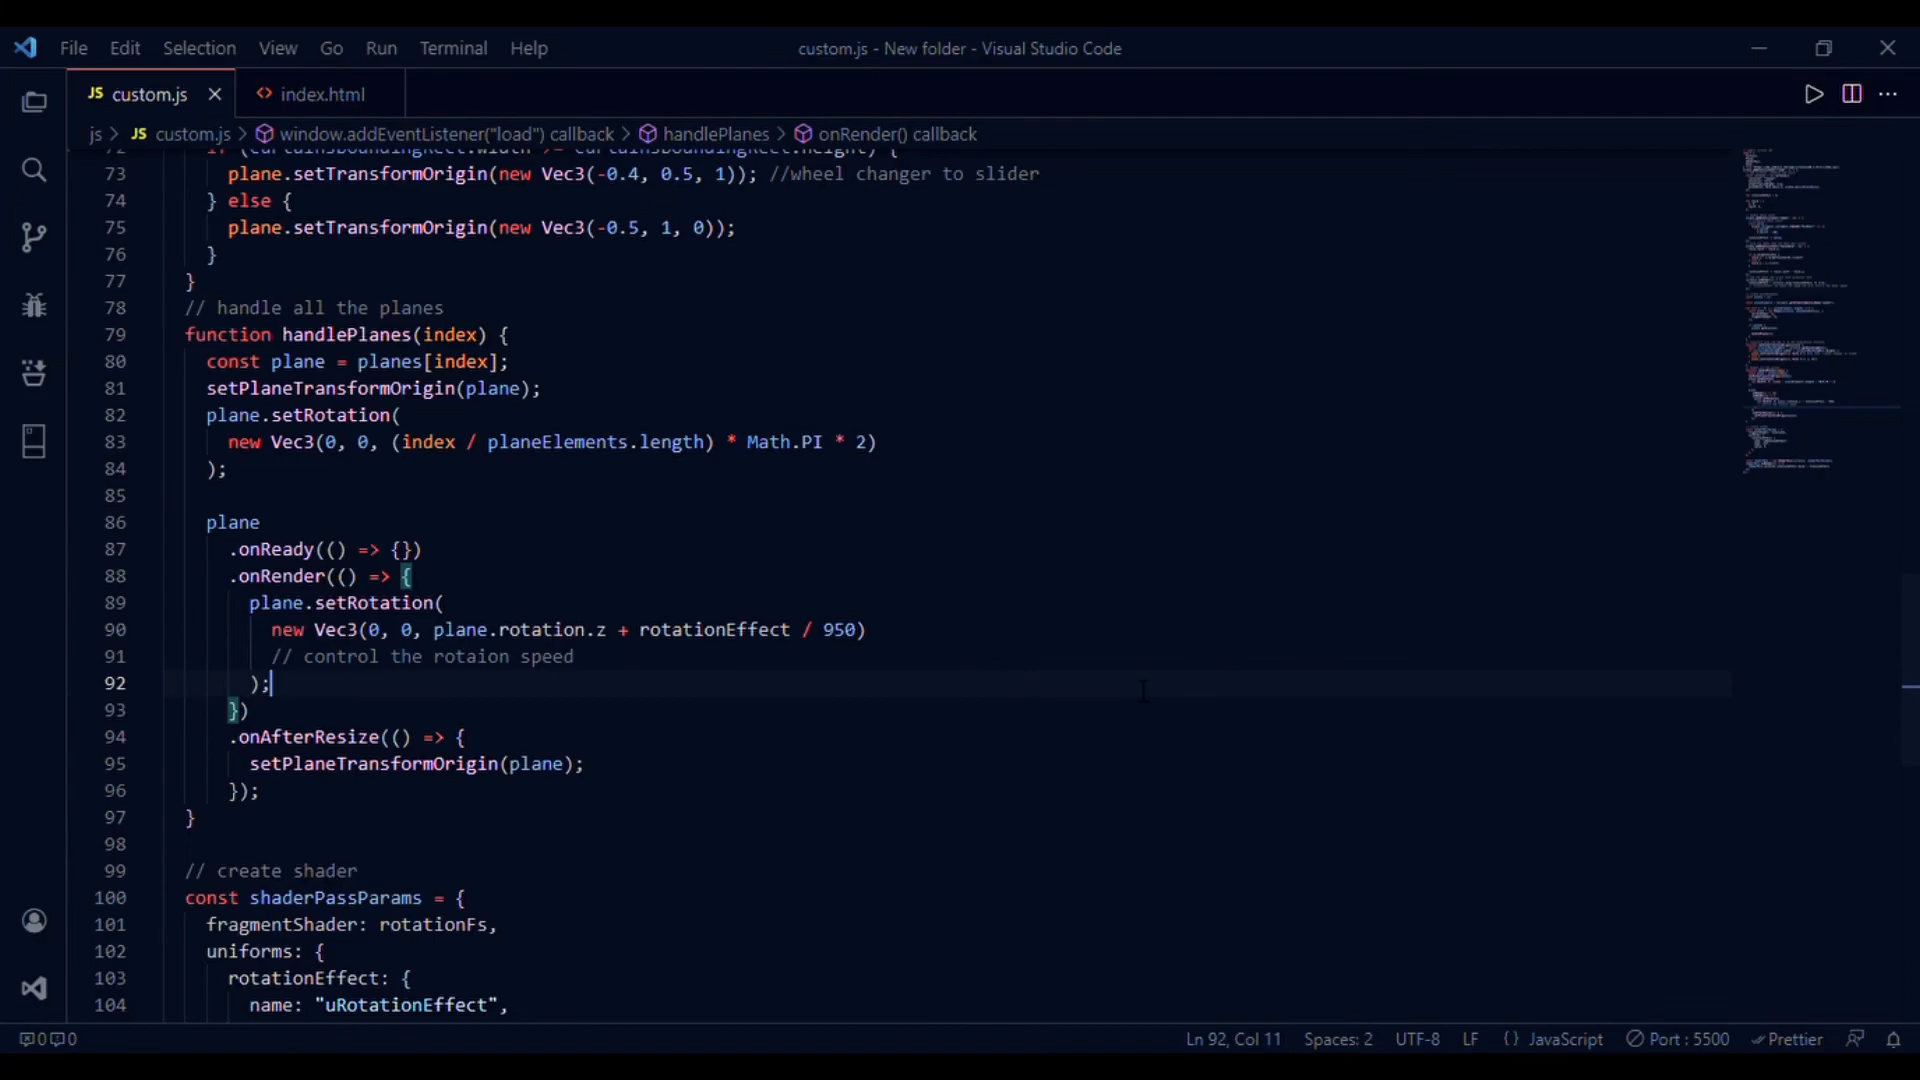 File Edit Selection View Go Run Terminal Help custom.js - New folder - Visual Studio Code
JS custom.js index.html
js > JS custom.js > window.addEventListener("load") callback > handlePlanes > onRender() callback
72 if (curtainsBoundingRect.width >= curtainsBoundingRect.height) {
73 plane.setTransformOrigin(new Vec3(-0.4, 0.5, 1)); //wheel changer to slider
74 } else {
75 plane.setTransformOrigin(new Vec3(-0.5, 1, 0));
76 }
77 }
78 // handle all the planes
79 function handlePlanes(index) {
80 const plane = planes[index];
81 setPlaneTransformOrigin(plane);
82 plane.setRotation(
83 new Vec3(0, 0, (index / planeElements.length) * Math.PI * 2)
84 );
85
86 plane
87 .onReady(() => {})
88 .onRender(() => {
89 plane.setRotation(
90 new Vec3(0, 0, plane.rotation.z + rotationEffect / 950)
91 // control the rotaion speed
92 );
93 })
94 .onAfterResize(() => {
95 setPlaneTransformOrigin(plane);
96 });
97 }
98
99 // create shader
100 const shaderPassParams = {
101 fragmentShader: rotationFs,
102 uniforms: {
103 rotationEffect: {
104 name: "uRotationEffect",
0 0 Ln 92, Col 11 Spaces: 2 UTF-8 LF {} JavaScript Port : 5500 Prettier